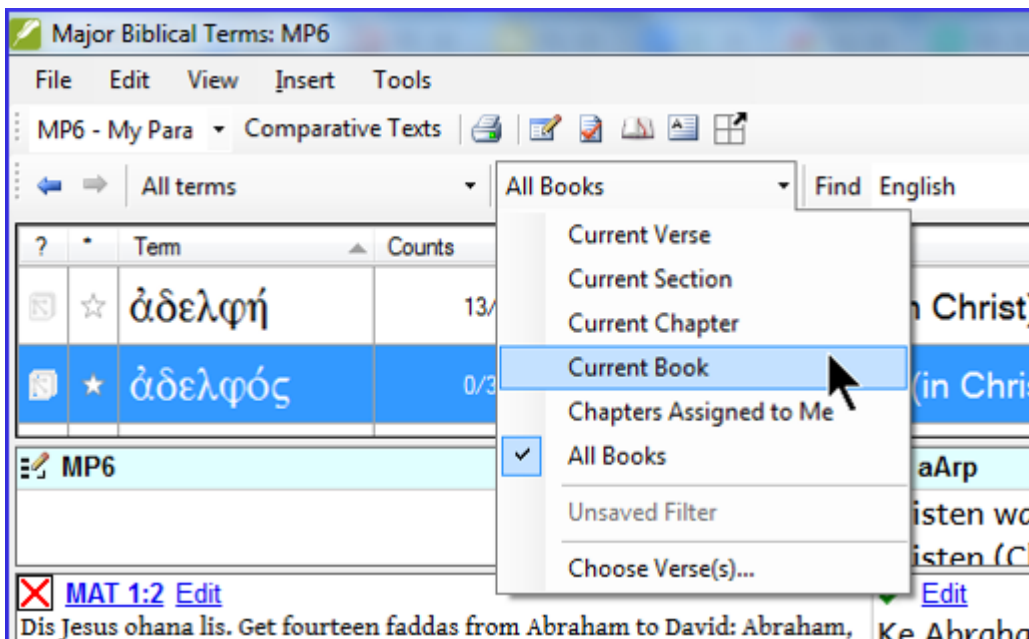 Major Biblical Terms: MP6
File Edit View Insert Tools
MP6 - My Para Comparative Texts
All terms All Books Find English
? * Term Counts
ἀδελφή 13/ Christ)
ἀδελφός 0/3 (in Chri
Current Verse
Current Section
Current Chapter
Current Book
Chapters Assigned to Me
All Books
Unsaved Filter
Choose Verse(s)...
MP6 aArp
isten wo
isten (Cl
MAT 1:2 Edit Edit
Dis Jesus ohana lis. Get fourteen faddas from Abraham to David: Abraham, Ke Abraha